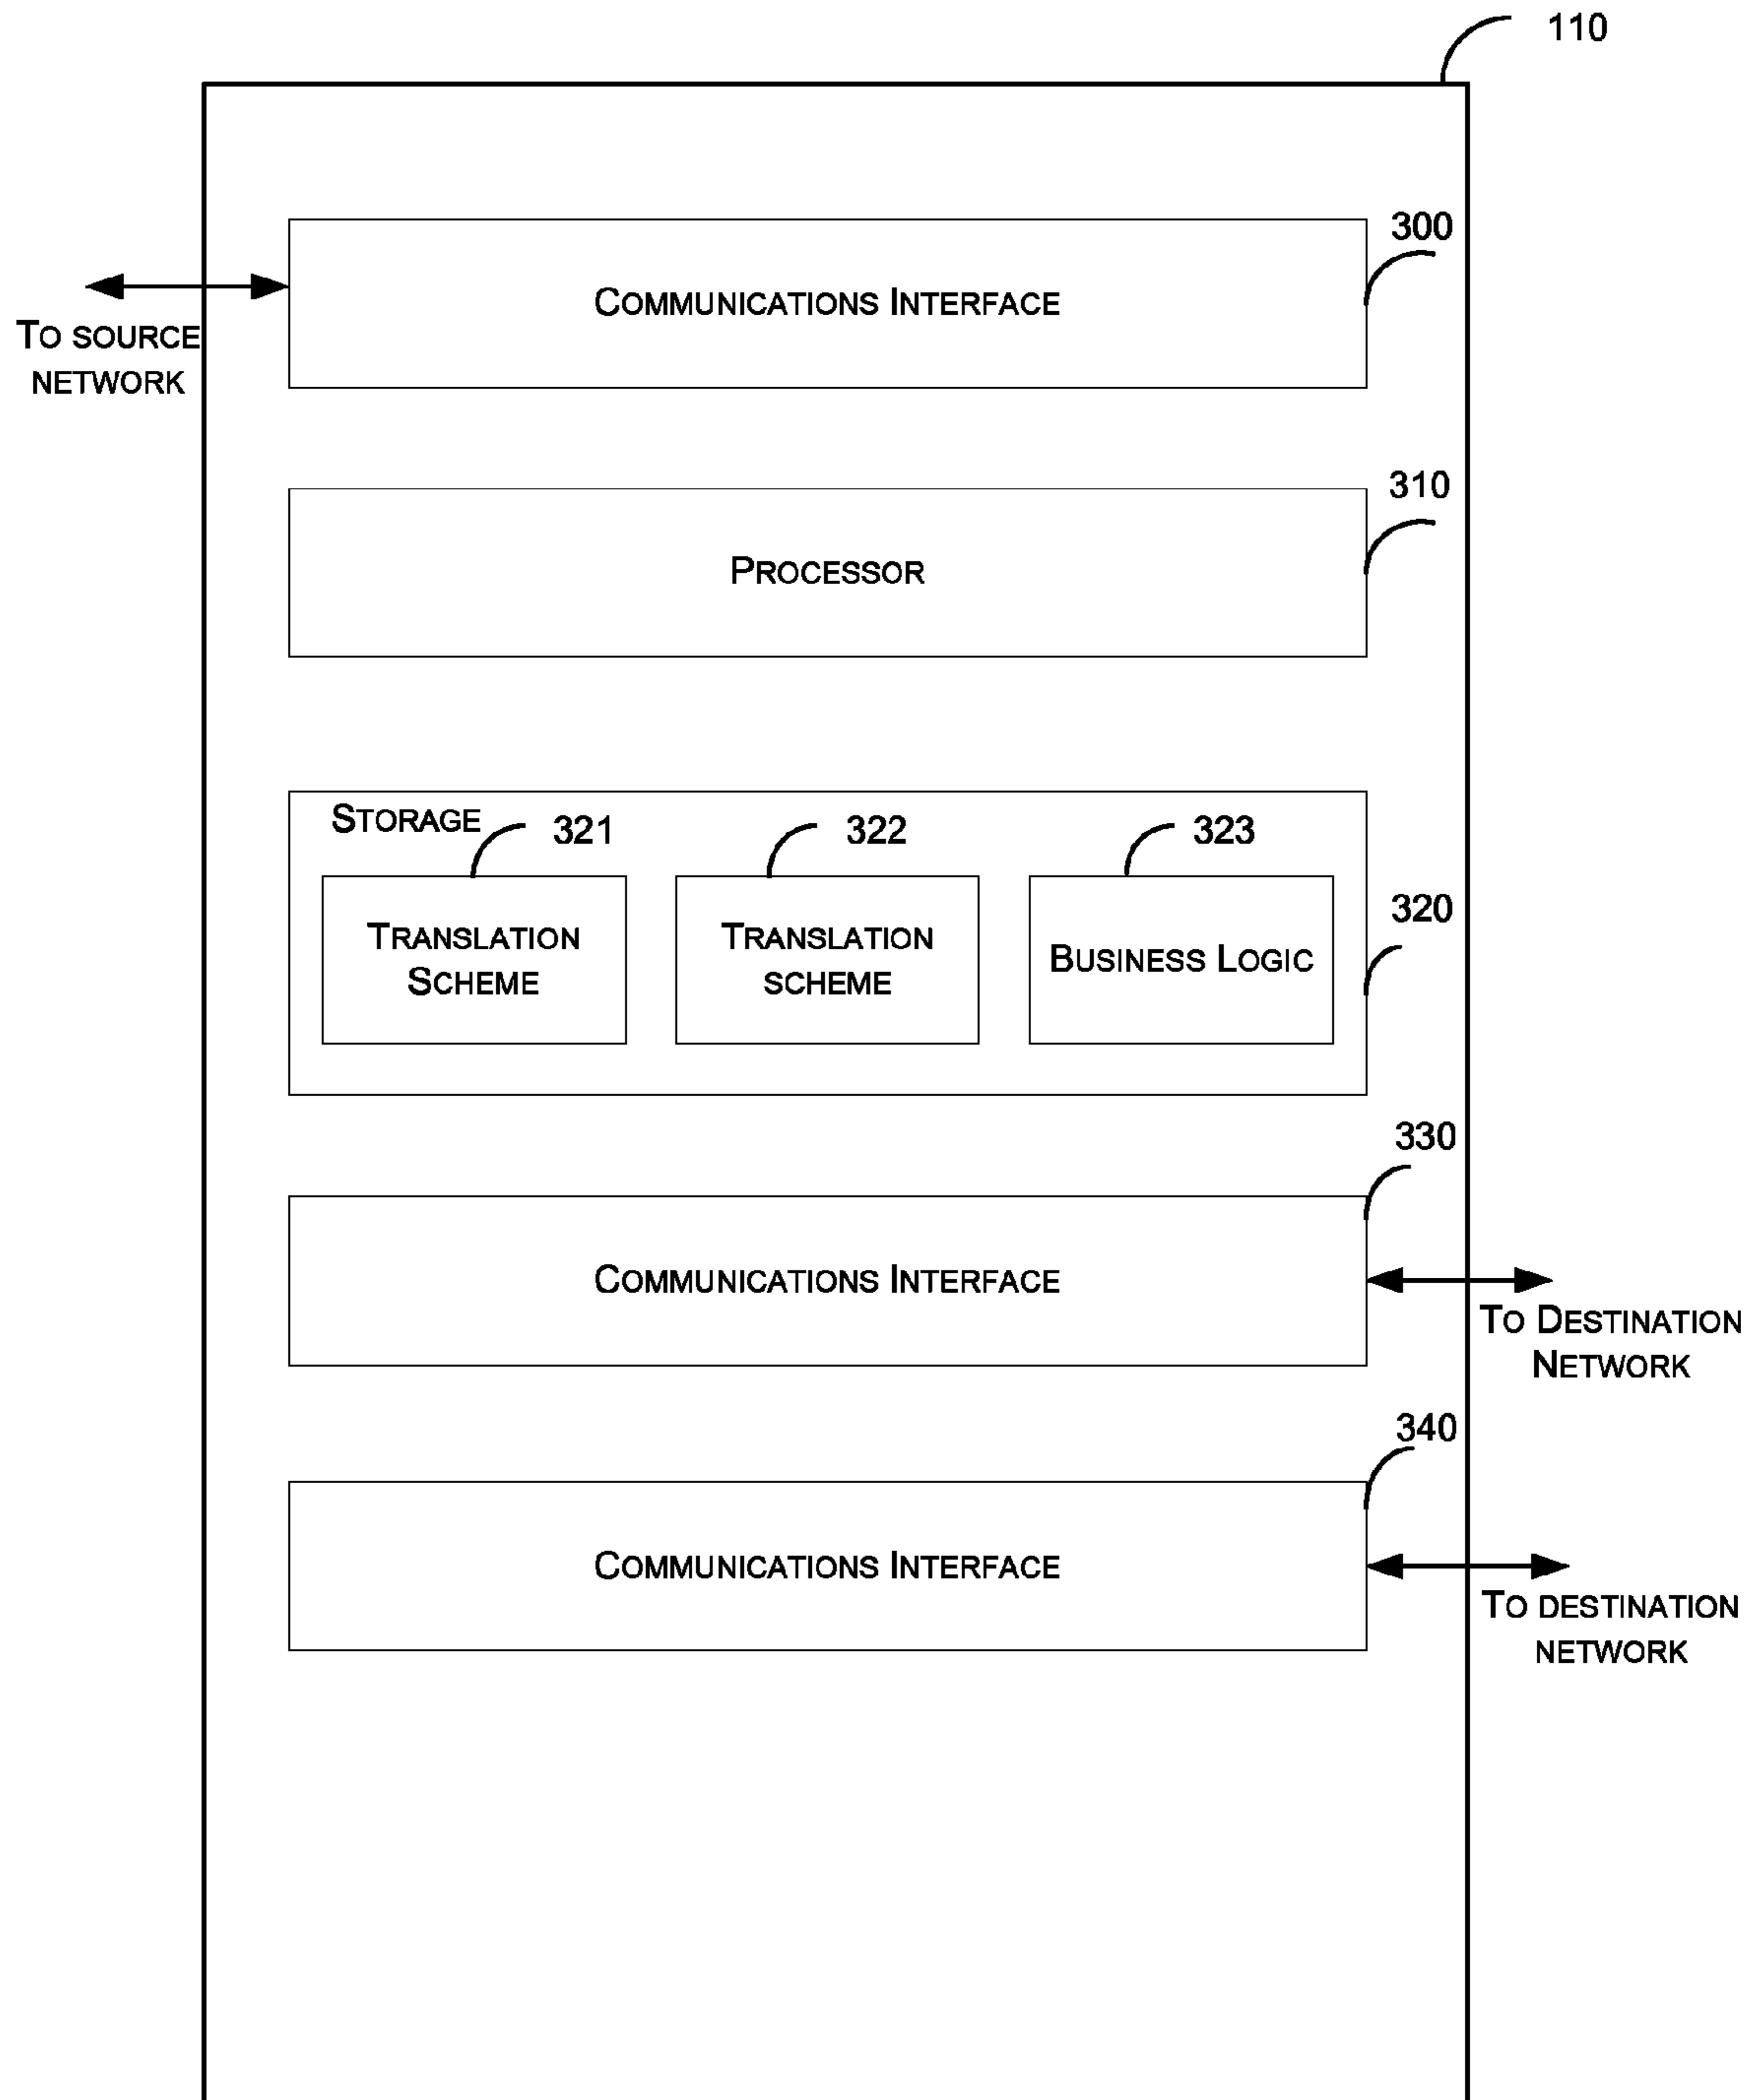 110
300
COMMUNICATIONS INTERFACE
TO SOURCE
NETWORK
310
PROCESSOR
STORAGE
321
322
323
320
TRANSLATION
SCHEME
TRANSLATION
SCHEME
BUSINESS LOGIC
330
COMMUNICATIONS INTERFACE
TO DESTINATION
NETWORK
340
COMMUNICATIONS INTERFACE
TO DESTINATION
NETWORK